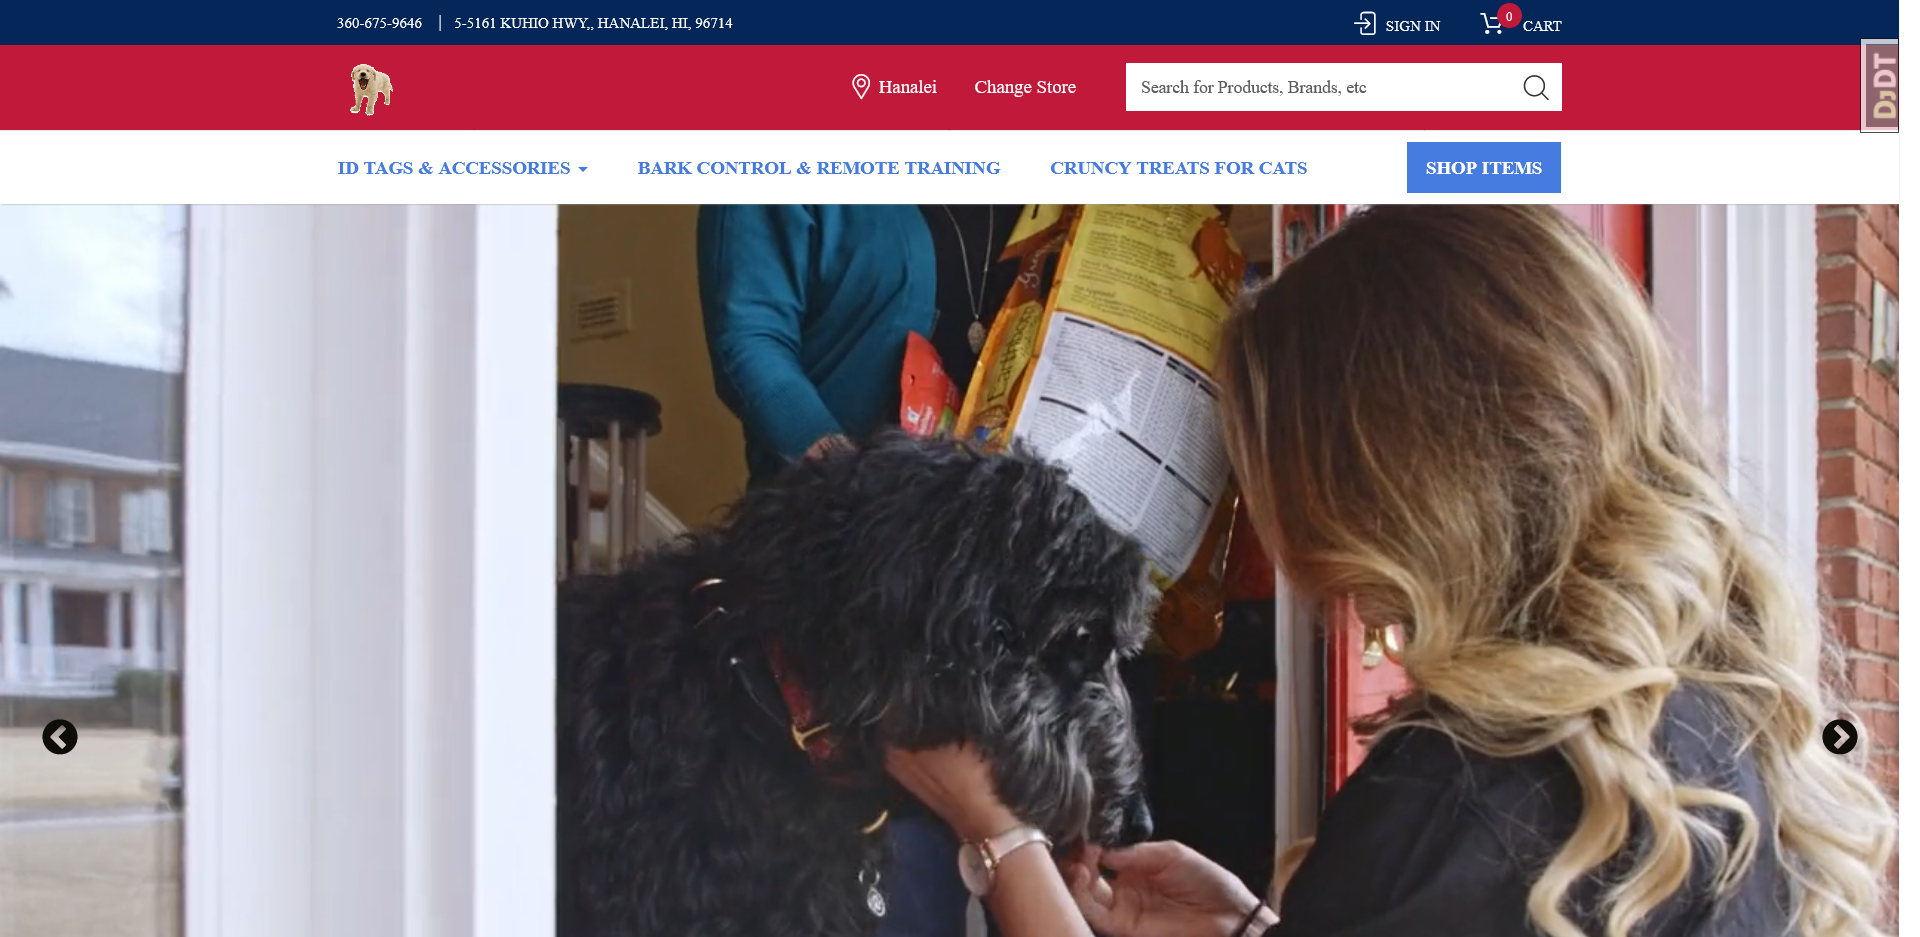 360-675-9646 | 5-5161 KUHIO HWY,, HANALEI, HI, 96714
SIGN IN
0
CART
Hanalei
Change Store
Search for Products, Brands, etc
DjDT
ID TAGS & ACCESSORIES
BARK CONTROL & REMOTE TRAINING
CRUNCY TREATS FOR CATS
SHOP ITEMS